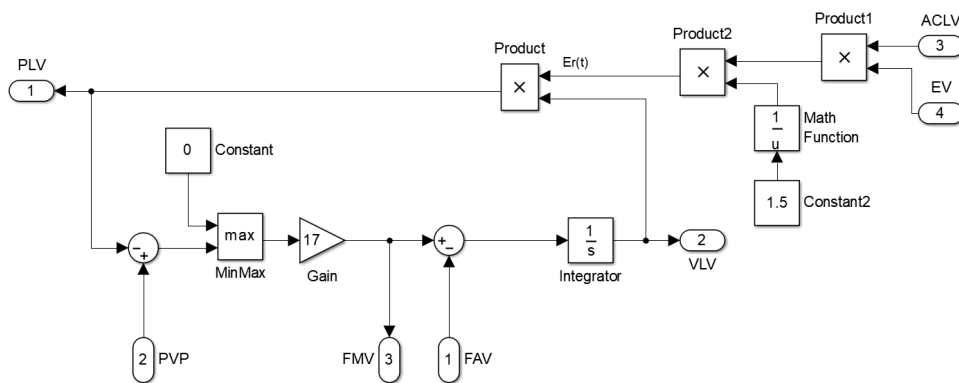 ACLV
3
Product1
×
EV
4
Product2
×
Er(t)
Product
×
PLV
1
1
u
Math
Function
1.5
Constant2
0
Constant
max
MinMax
17
Gain
− +
+ −
1
s
Integrator
2
VLV
2
PVP
FMV
3
1
FAV